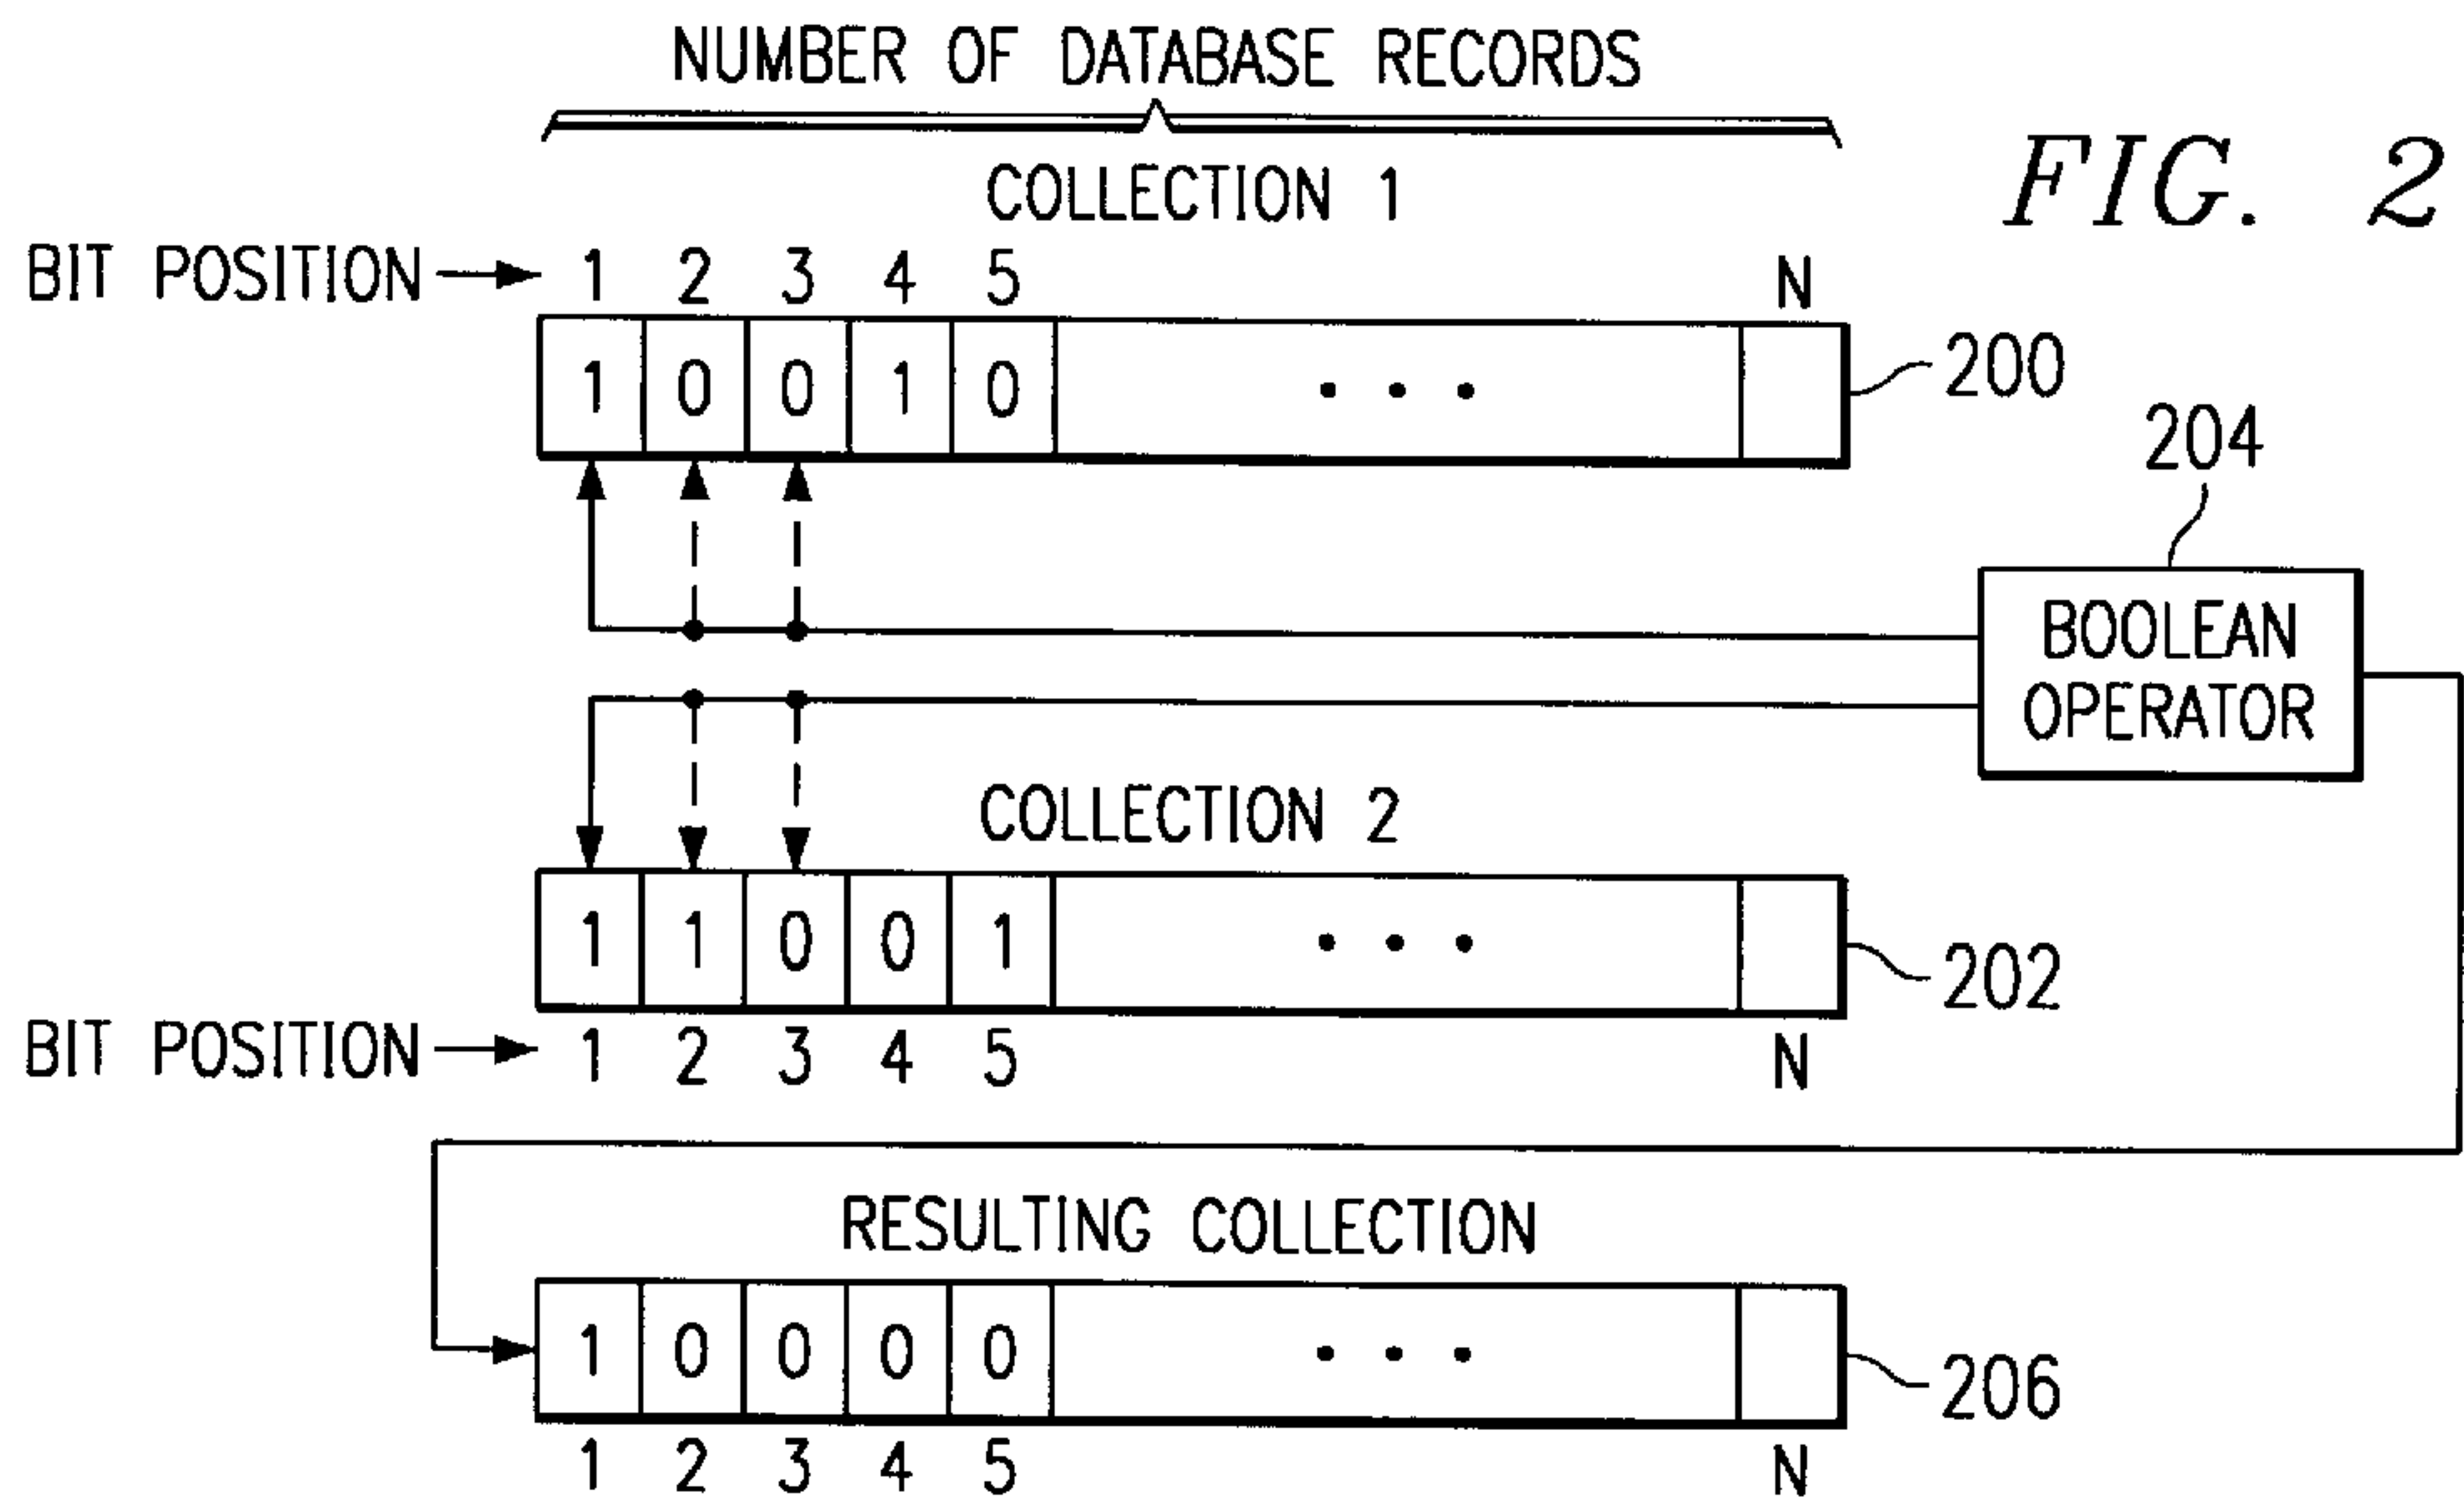 NUMBER OF DATABASE RECORDS
COLLECTION 1
FIG. 2
BIT POSITION 1 2 3 4 5 N
1 0 0 1 0 . . .
200
204
BOOLEAN
OPERATOR
COLLECTION 2
1 1 0 0 1 . . .
202
BIT POSITION 1 2 3 4 5 N
RESULTING COLLECTION
1 0 0 0 0 . . .
206
1 2 3 4 5 N